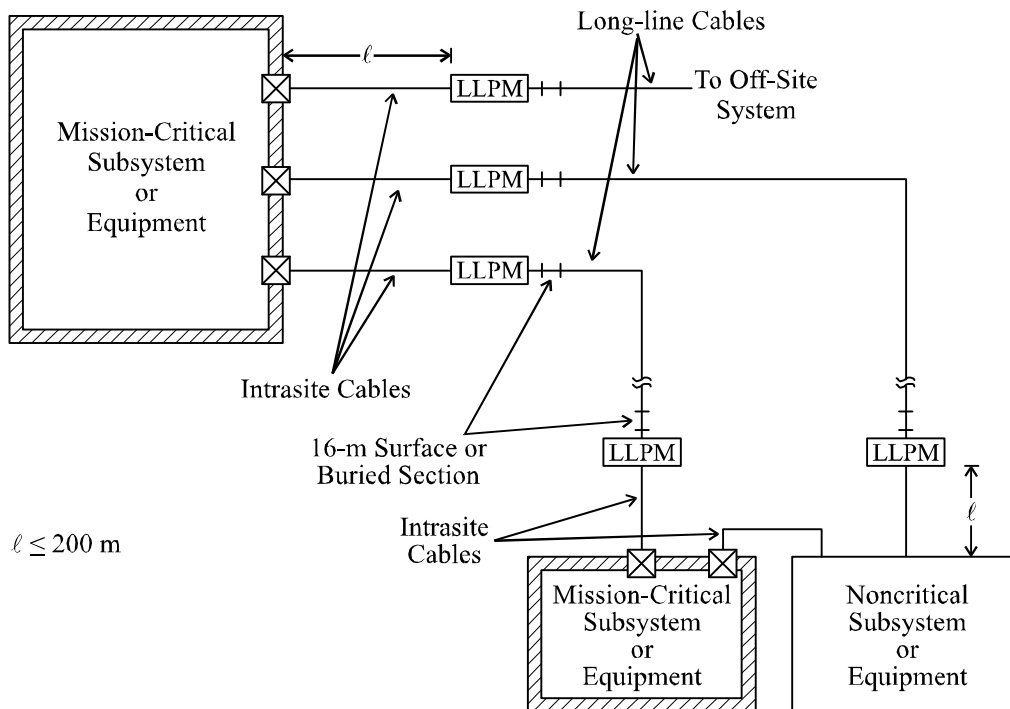 Long-line Cables
ℓ
LLPM
To Off-Site
System
Mission-Critical
Subsystem
or
Equipment
LLPM
LLPM
Intrasite Cables
16-m Surface or
Buried Section
LLPM
LLPM
Intrasite
Cables
ℓ
ℓ ≤ 200 m
Mission-Critical
Subsystem
or
Equipment
Noncritical
Subsystem
or
Equipment